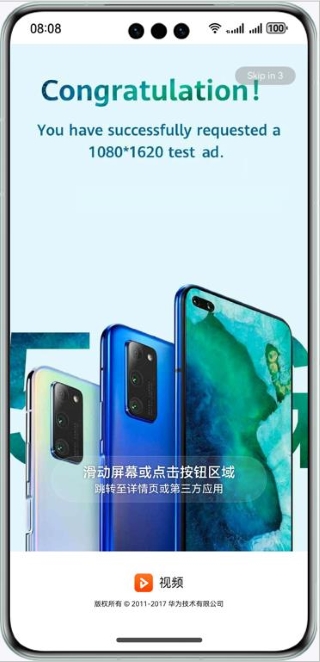 08:08
100
Skip in 3
Congratulation!
You have successfully requested a
1080*1620 test ad.
5G
滑动屏幕或点击按钮区域
跳转至详情页或第三方应用
视频
版权所有 © 2011-2017 华为技术有限公司